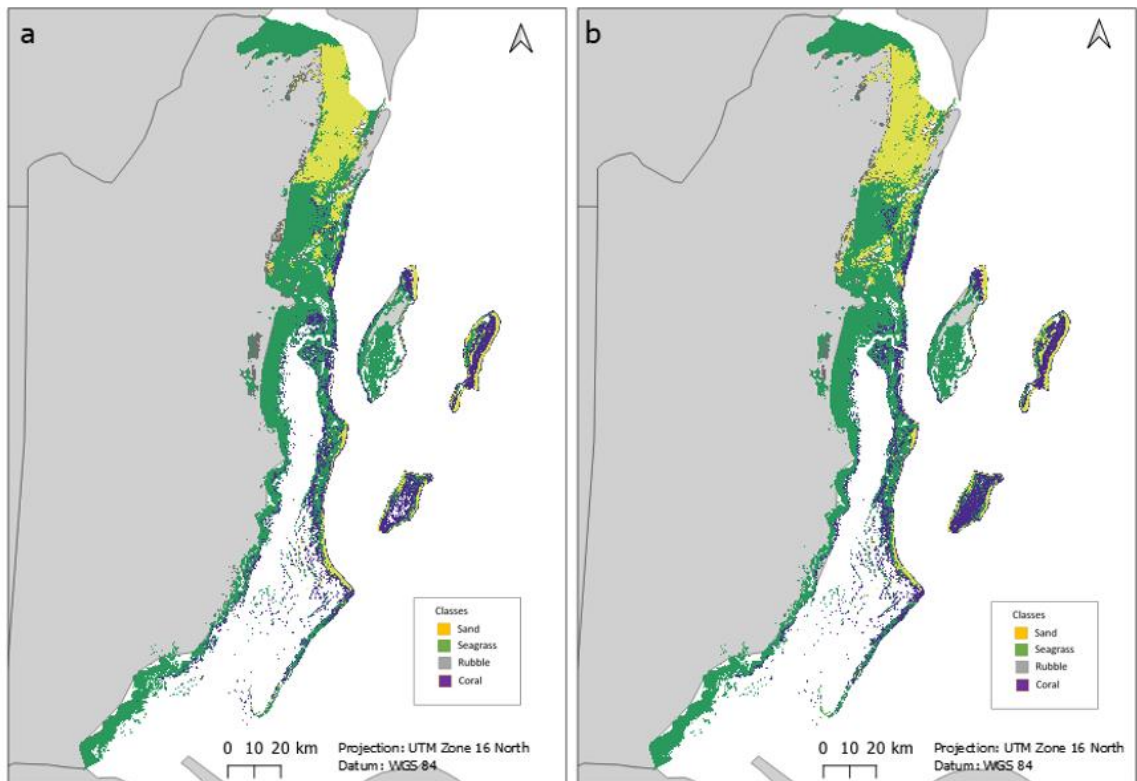 a
Classes
Sand
Seagrass
Rubble
Coral
0 10 20 km
Projection: UTM Zone 16 North
Datum: WGS 84
b
Classes
Sand
Seagrass
Rubble
Coral
0 10 20 km
Projection: UTM Zone 16 North
Datum: WGS 84